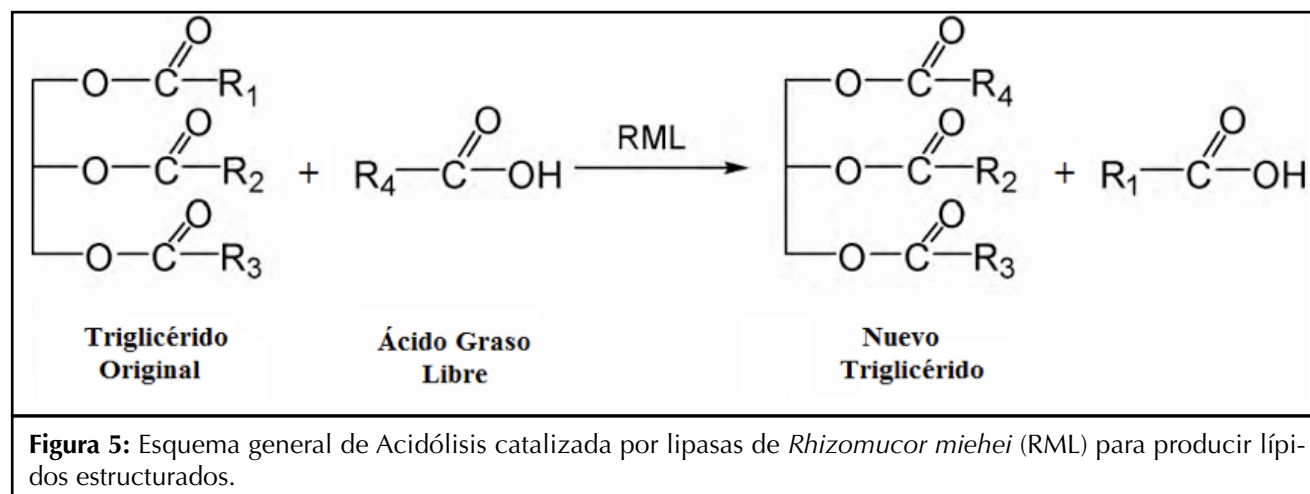 O
O—C—R₁
O
O—C—R₂
O
O—C—R₃
+
O
R₄—C—OH
RML
O
O—C—R₄
O
O—C—R₂
O
O—C—R₃
+
O
R₁—C—OH
Triglicérido
Original
Ácido Graso
Libre
Nuevo
Triglicérido
Figura 5: Esquema general de Acidólisis catalizada por lipasas de Rhizomucor miehei (RML) para producir lípi-
dos estructurados.